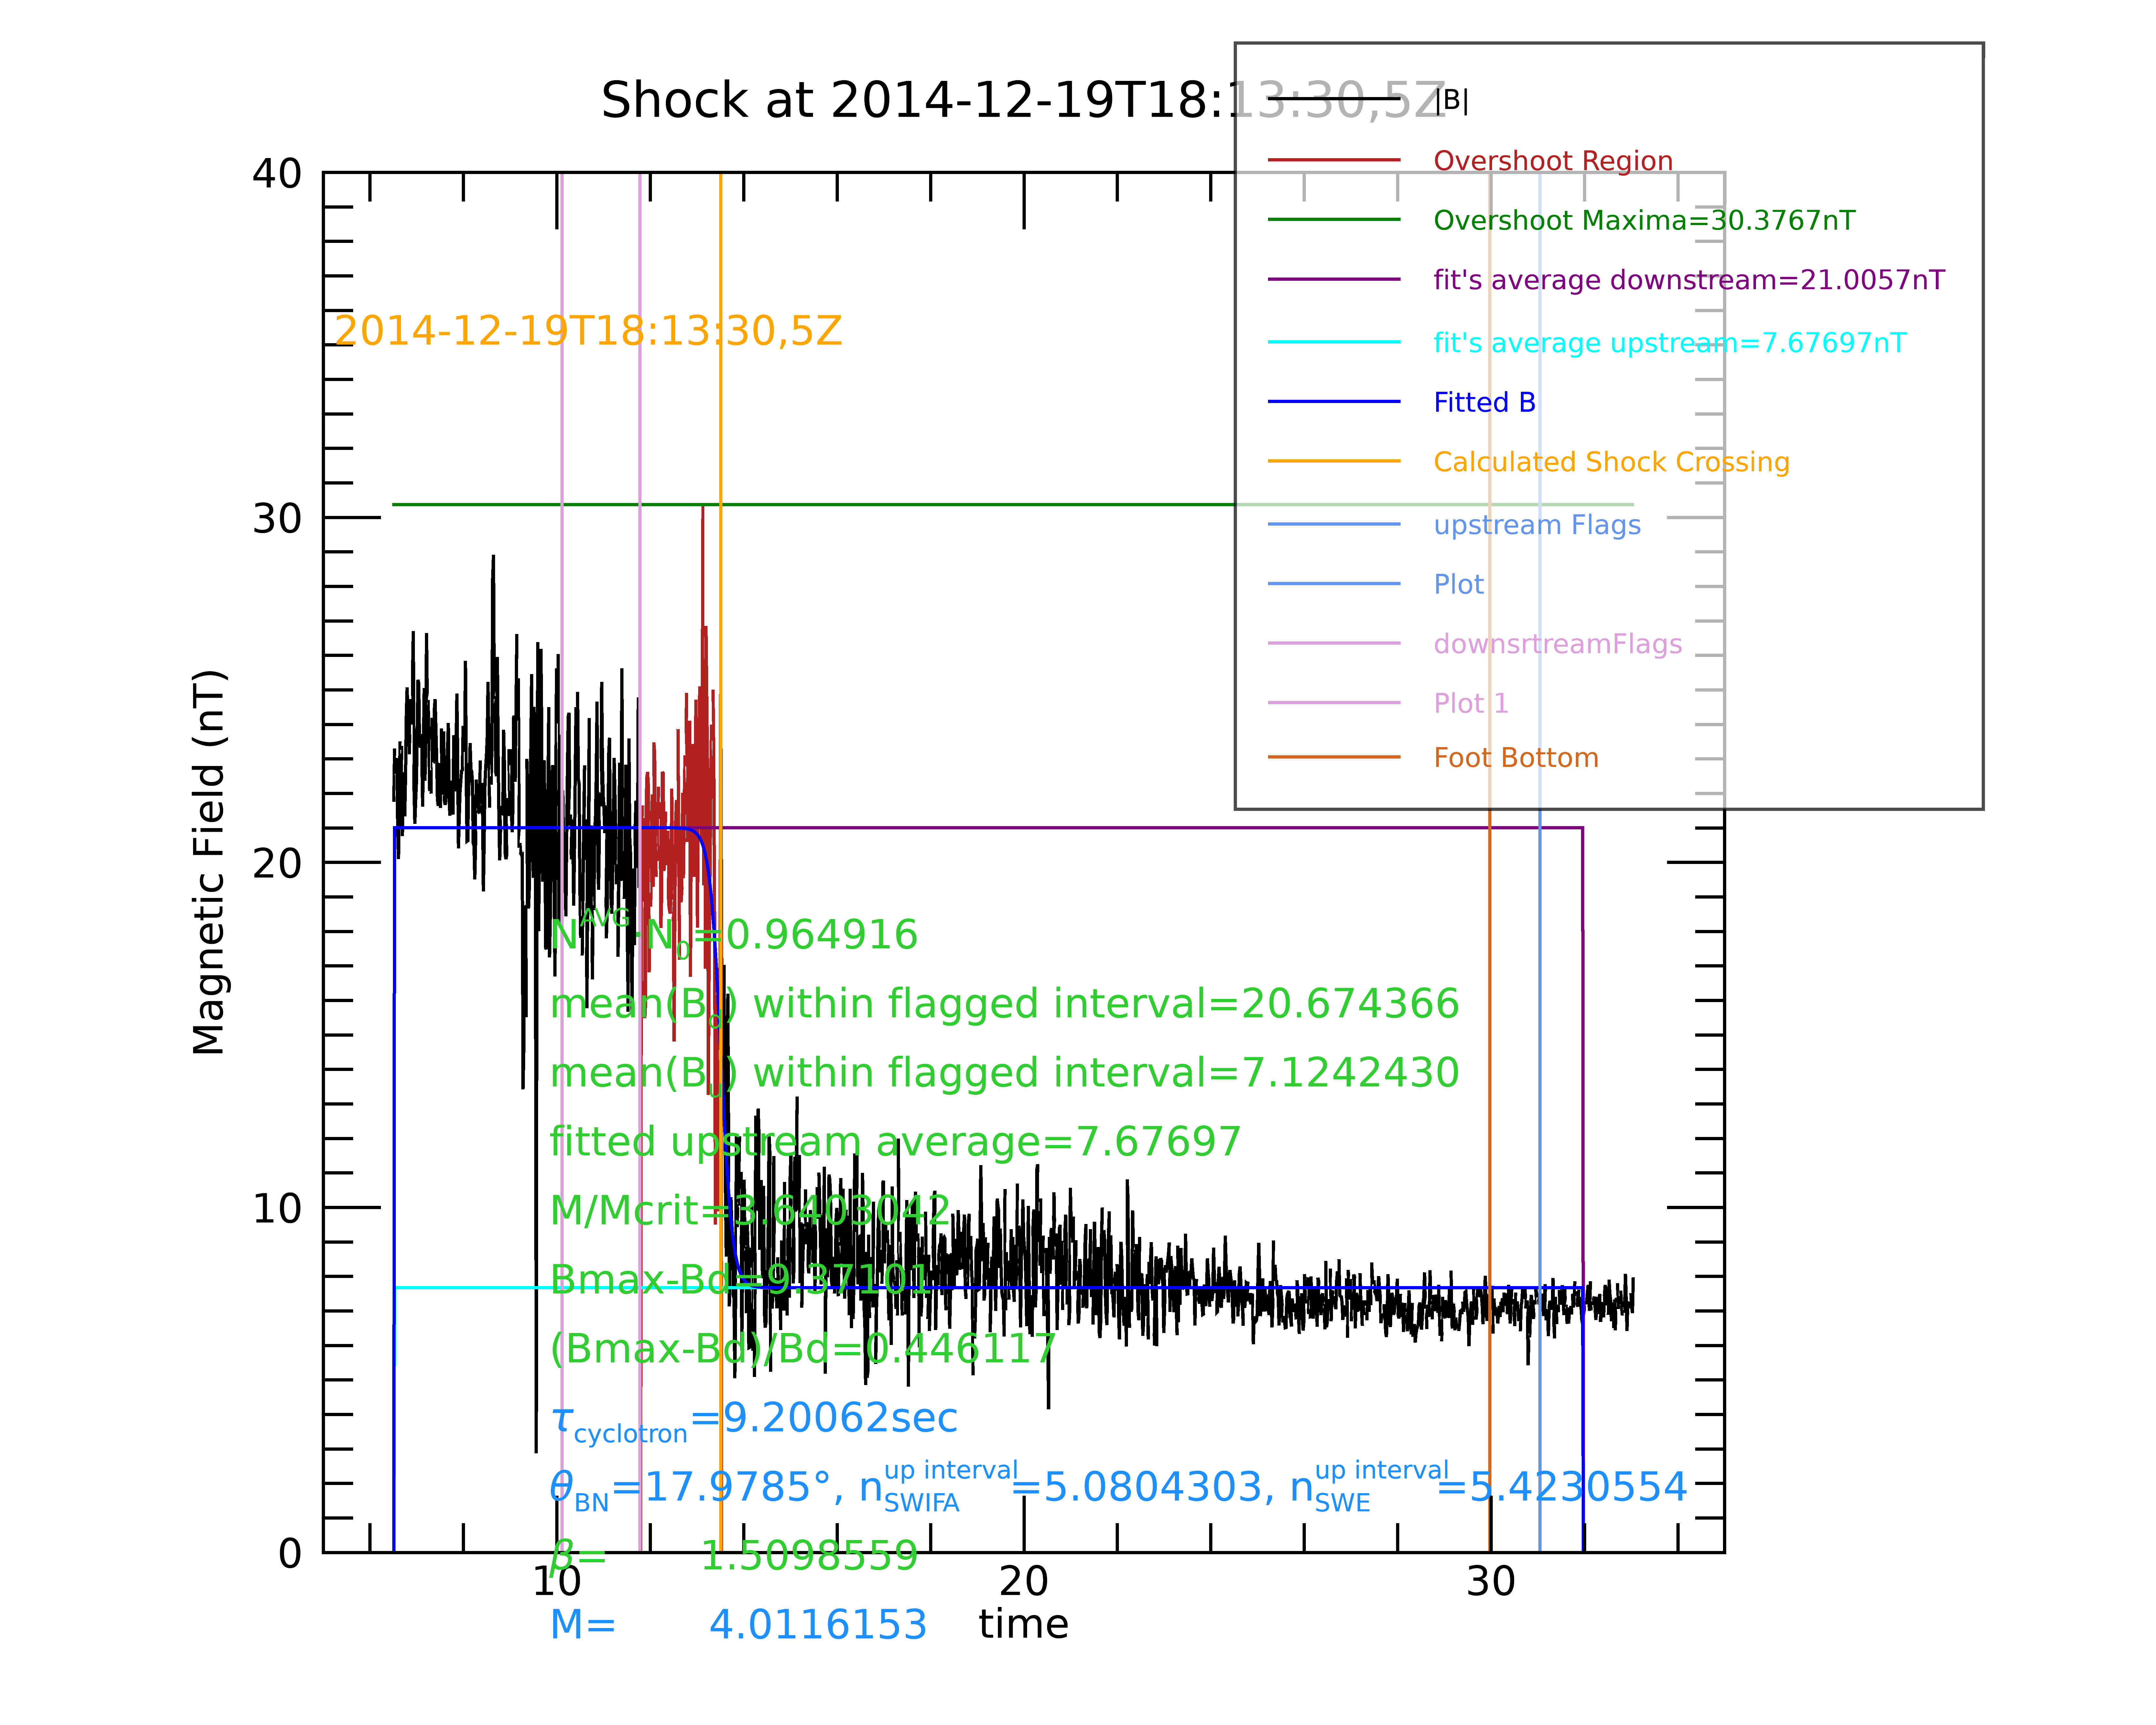 Shock at 2014-12-19T18:13:30,5Z
|B|
Overshoot Region
Overshoot Maxima=30.3767nT
fit's average downstream=21.0057nT
fit's average upstream=7.67697nT
Fitted B
Calculated Shock Crossing
upstream Flags
Plot
downsrtreamFlags
Plot 1
Foot Bottom
2014-12-19T18:13:30,5Z
Magnetic Field (nT)
40
30
20
10
0
N^AVG-N_0=0.964916
mean(B_d) within flagged interval=20.674366
mean(B_u) within flagged interval=7.1242430
fitted upstream average=7.67697
M/Mcrit=3.6403042
Bmax-Bd=9.37101
(Bmax-Bd)/Bd=0.446117
τ_cyclotron=9.20062sec
θ_BN=17.9785°, n_SWIFA^up interval=5.0804303, n_SWE^up interval=5.4230554
β= 1.5098559
10 20 30
M= 4.0116153
time